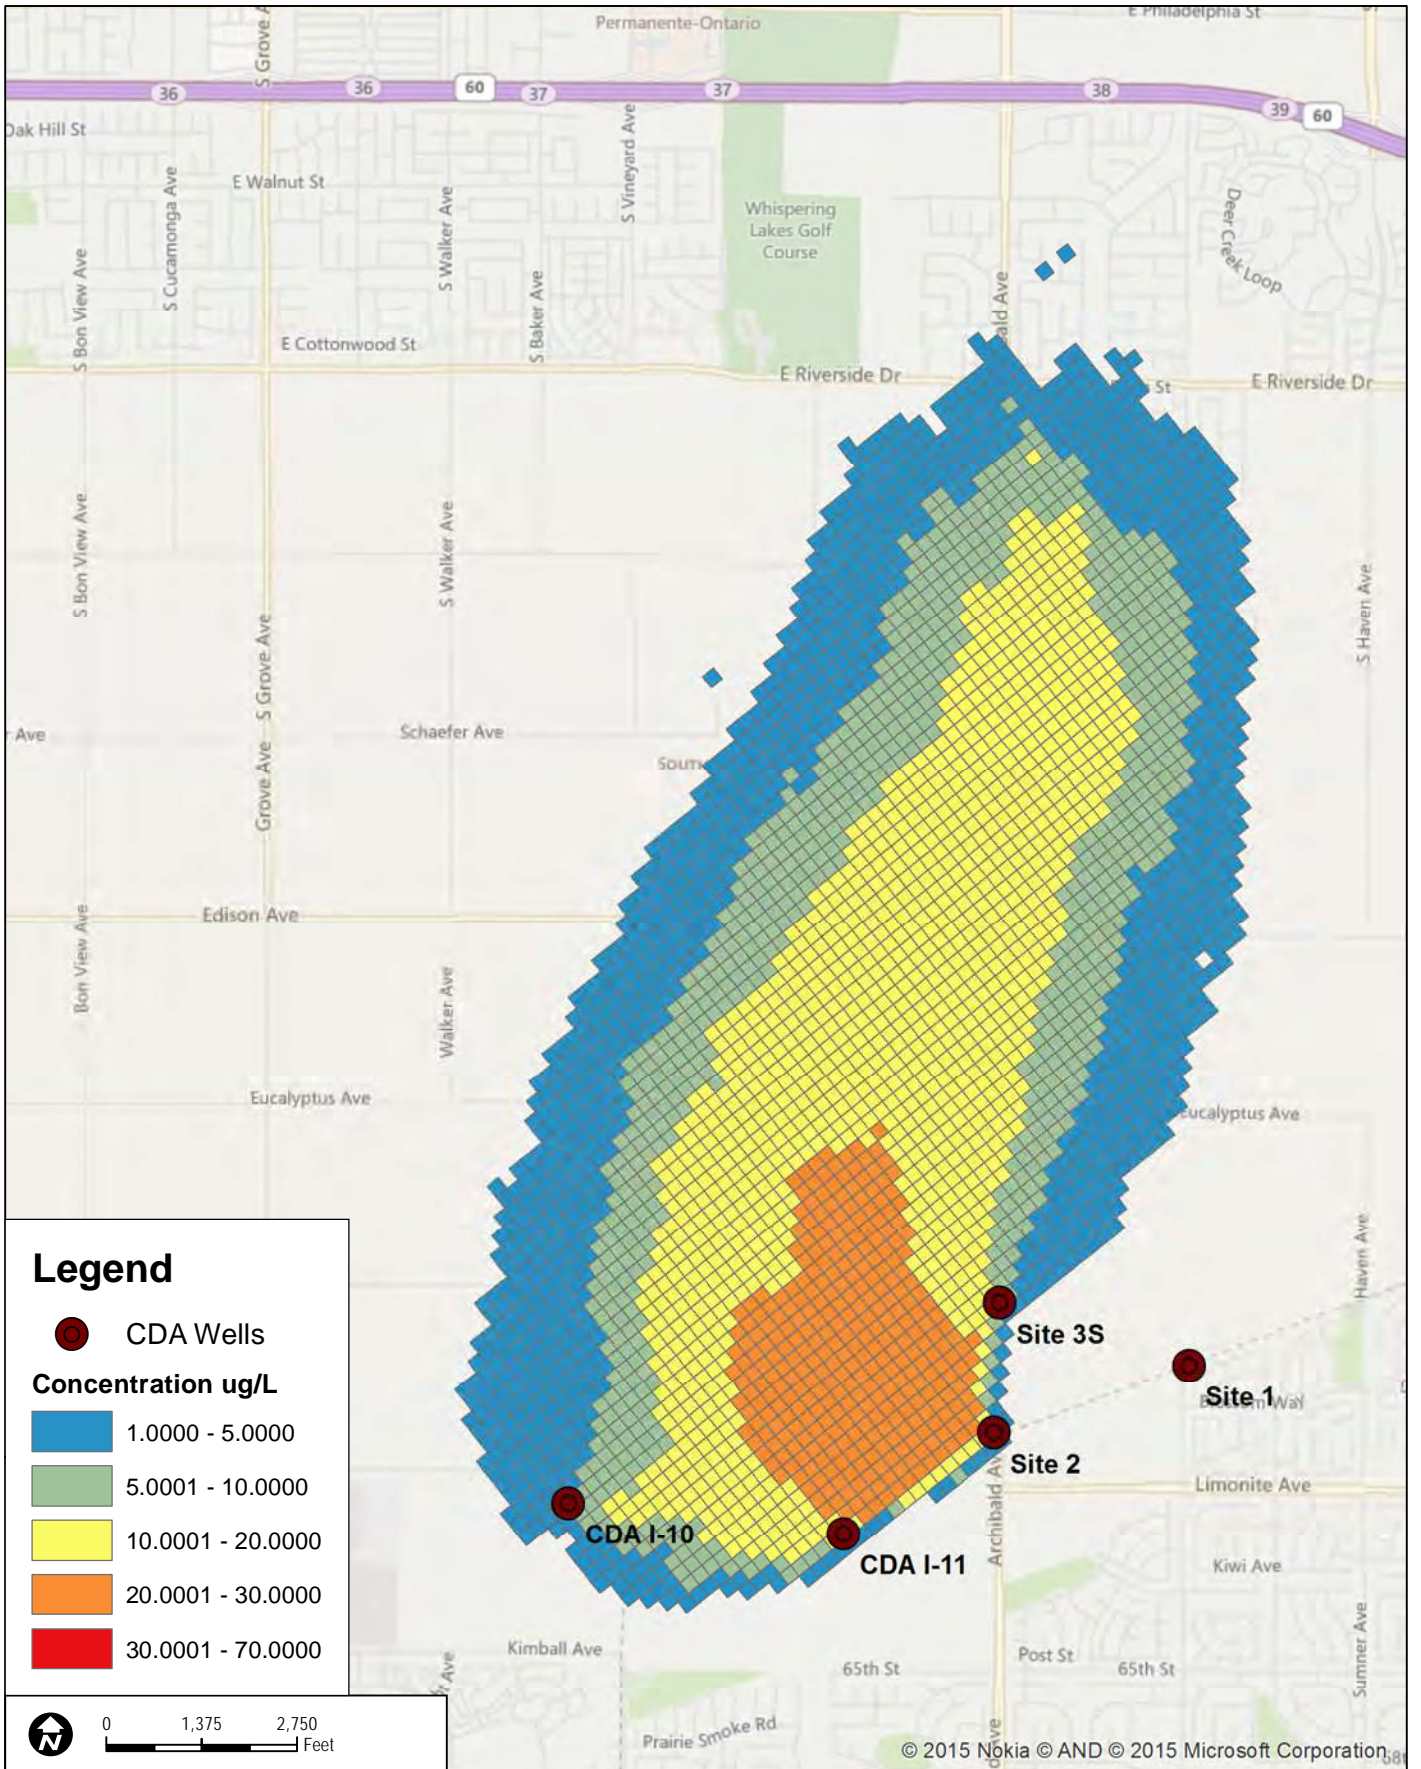 S Grove A
Permanente-Ontario
E Philadelphia St
36
36
60
37
37
38
39
60
Oak Hill St
S Vineyard Ave
E Walnut St
S Cucamonga Ave
S Walker Ave
Whispering
Lakes Golf
Course
Deer Creek Loop
S Bon View Ave
S Baker Ave
ald Ave
E Cottonwood St
E Riverside Dr
St
E Riverside Dr
S Bon View Ave
S Walker Ave
S Haven Ave
S Grove Ave
Schaefer Ave
r Ave
South
Grove Ave
Edison Ave
Bon View Ave
Walker Ave
Eucalyptus Ave
Eucalyptus Ave
Haven Ave
Site 3S
Site 1
Blossom Way
Site 2
Limonite Ave
Archibald Av
CDA I-10
CDA I-11
Kiwi Ave
Sumner Ave
Kimball Ave
Post St
65th St
65th St
Prairie Smoke Rd
Legend
CDA Wells
Concentration ug/L
1.0000 - 5.0000
5.0001 - 10.0000
10.0001 - 20.0000
20.0001 - 30.0000
30.0001 - 70.0000
N
0 1,375 2,750
Feet
© 2015 Nokia © AND © 2015 Microsoft Corporation